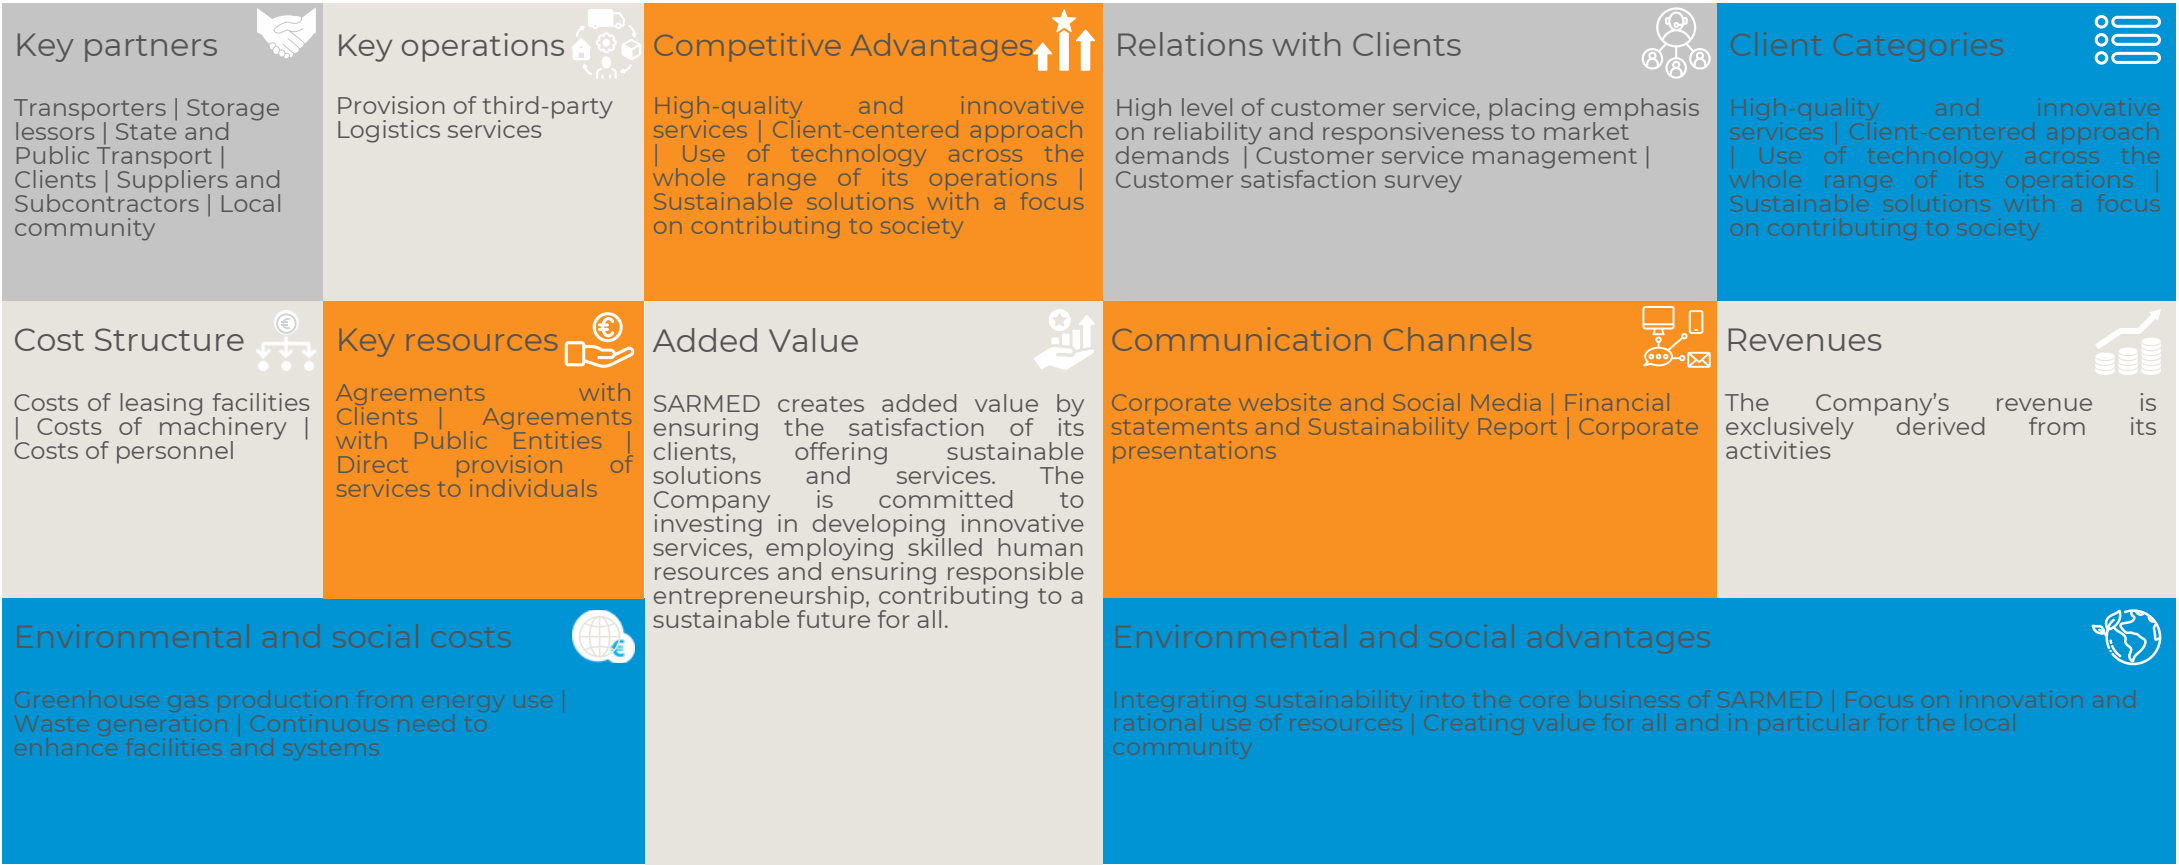 Key partners
Transporters | Storage
lessors | State and
Public Transport |
Clients | Suppliers and
Subcontractors | Local
community
Key operations
Provision of third-party
Logistics services
Competitive Advantages
High-quality and innovative
services | Client-centered approach
| Use of technology across the
whole range of its operations |
Sustainable solutions with a focus
on contributing to society
Relations with Clients
High level of customer service, placing emphasis
on reliability and responsiveness to market
demands | Customer service management |
Customer satisfaction survey
Client Categories
High-quality and innovative
services | Client-centered approach
| Use of technology across the
whole range of its operations |
Sustainable solutions with a focus
on contributing to society
Cost Structure
Costs of leasing facilities
| Costs of machinery |
Costs of personnel
Key resources
Agreements with
Clients | Agreements
with Public Entities |
Direct provision of
services to individuals
Added Value
SARMED creates added value by
ensuring the satisfaction of its
clients, offering sustainable
solutions and services. The
Company is committed to
investing in developing innovative
services, employing skilled human
resources and ensuring responsible
entrepreneurship, contributing to a
sustainable future for all.
Communication Channels
Corporate website and Social Media | Financial
statements and Sustainability Report | Corporate
presentations
Revenues
The Company's revenue is
exclusively derived from its
activities
Environmental and social costs
Greenhouse gas production from energy use |
Waste generation | Continuous need to
enhance facilities and systems
Environmental and social advantages
Integrating sustainability into the core business of SARMED | Focus on innovation and
rational use of resources | Creating value for all and in particular for the local
community